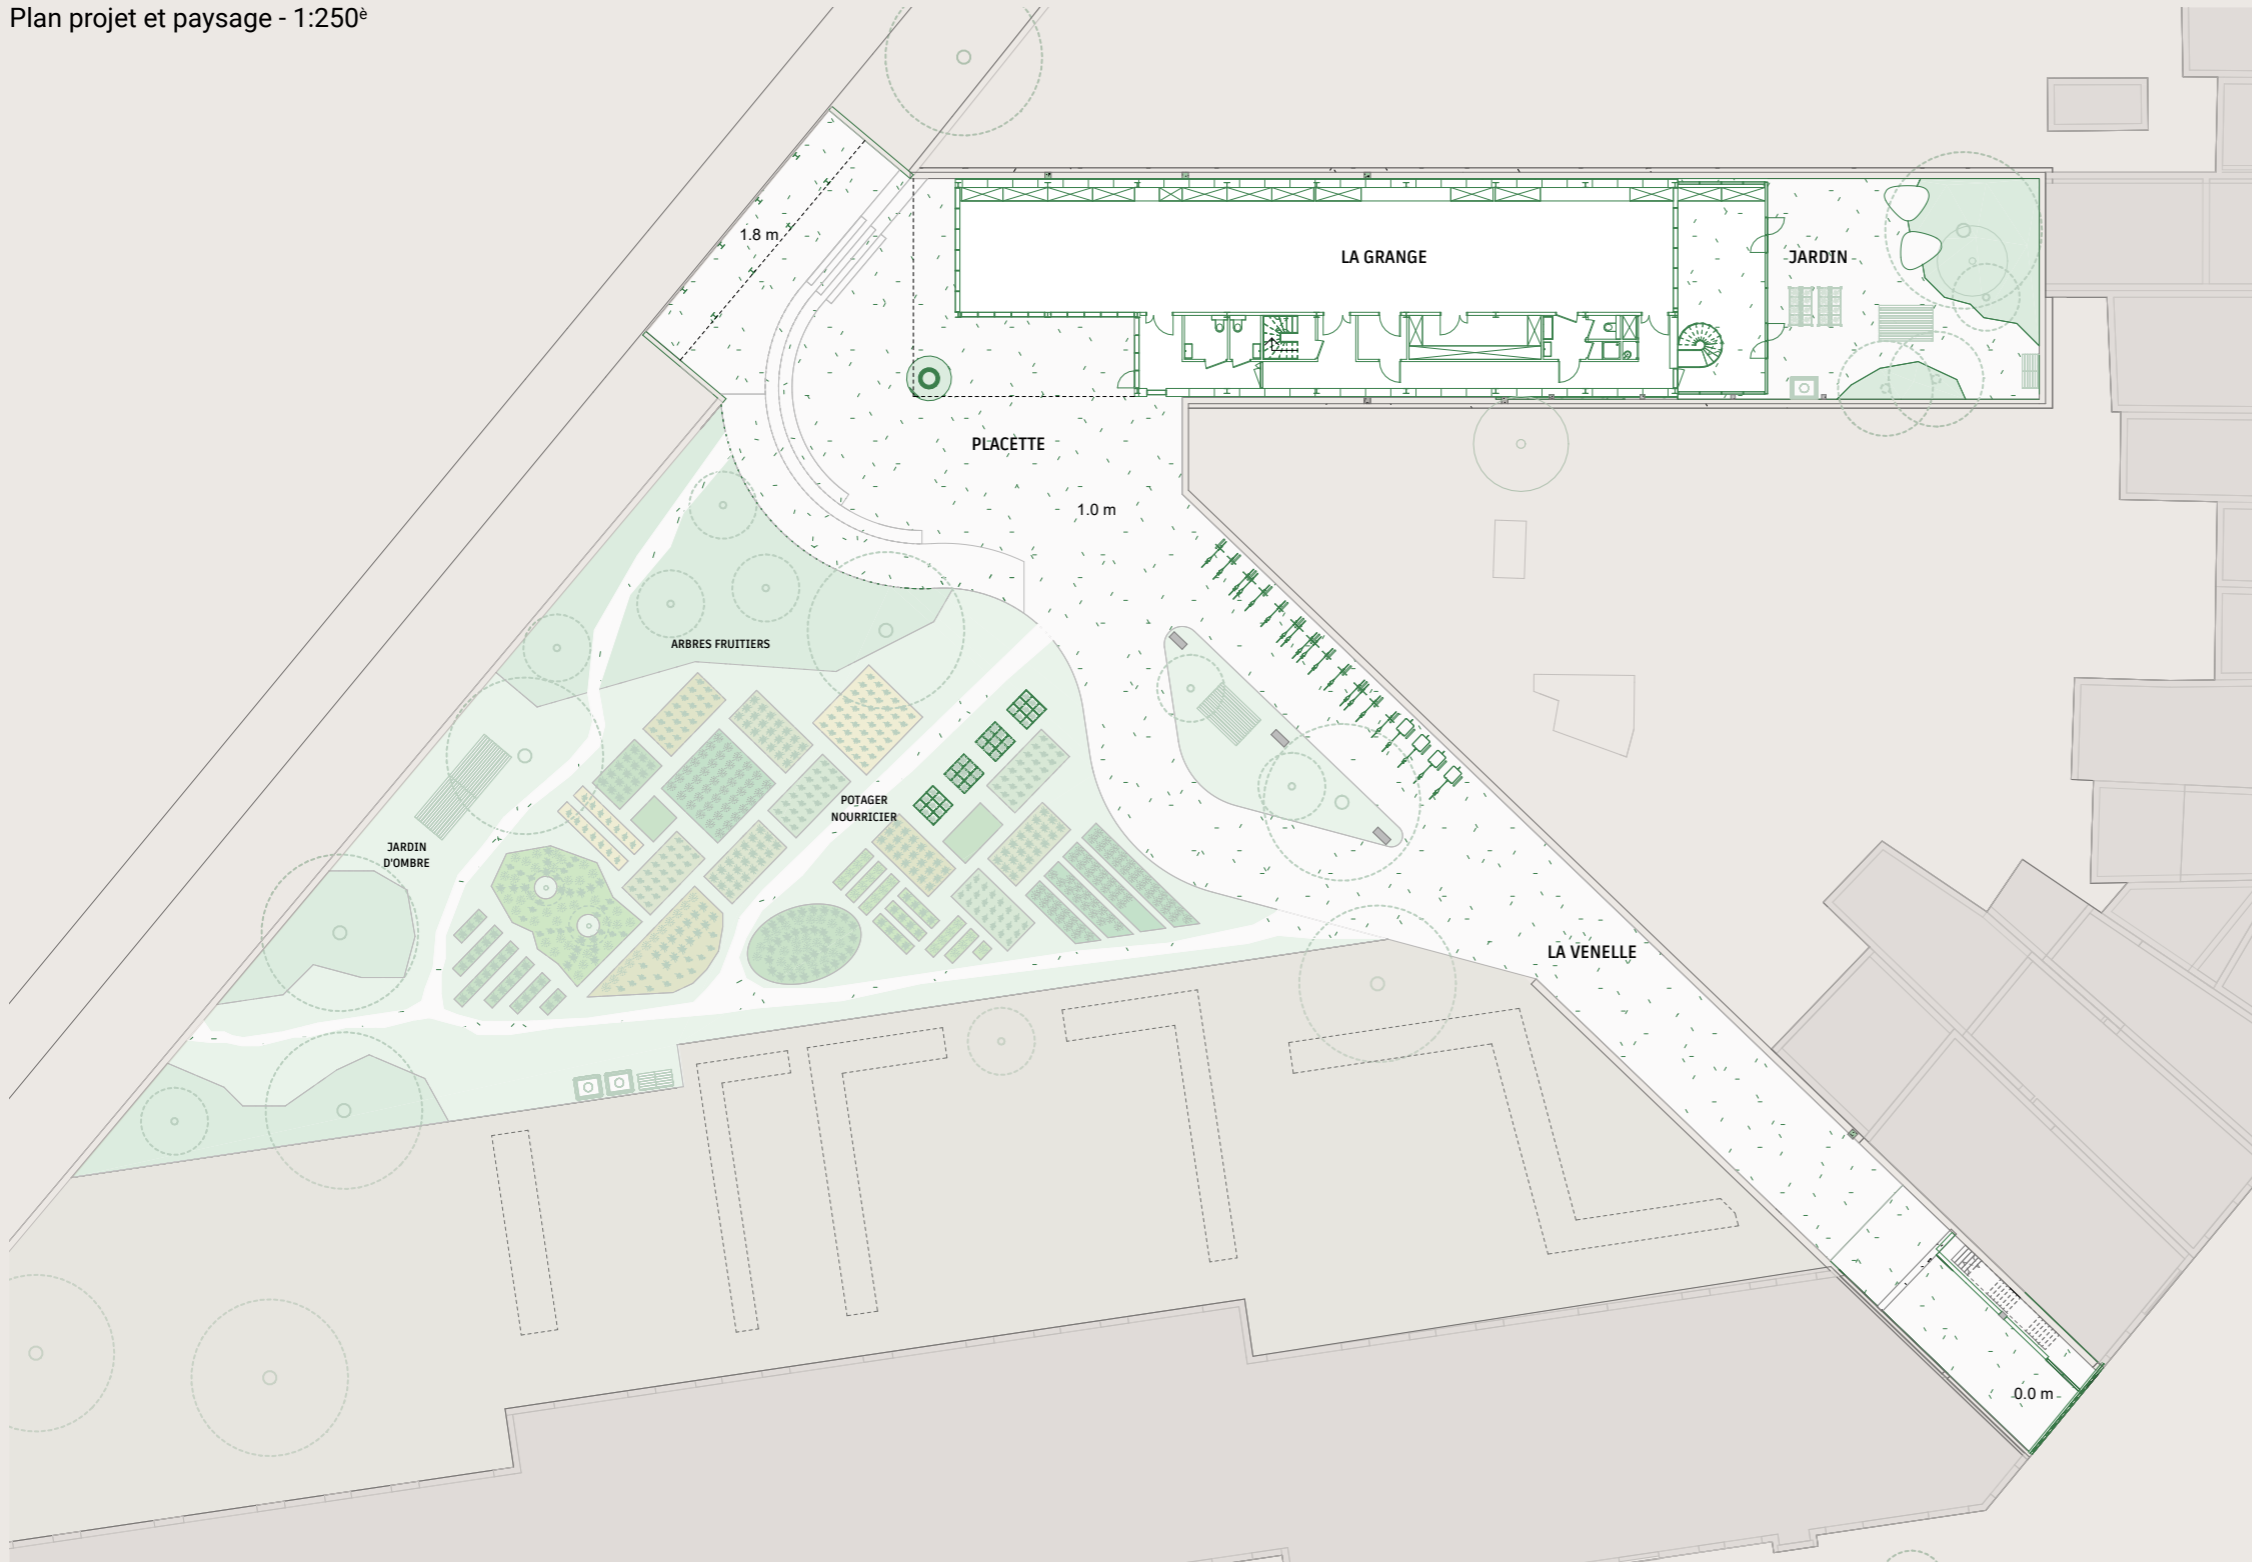 Plan projet et paysage - 1:250è
1.8 m
LA GRANGE
JARDIN
PLACETTE
1.0 m
ARBRES FRUITIERS
POTAGER
NOURRICIER
JARDIN
D'OMBRE
LA VENELLE
0.0 m